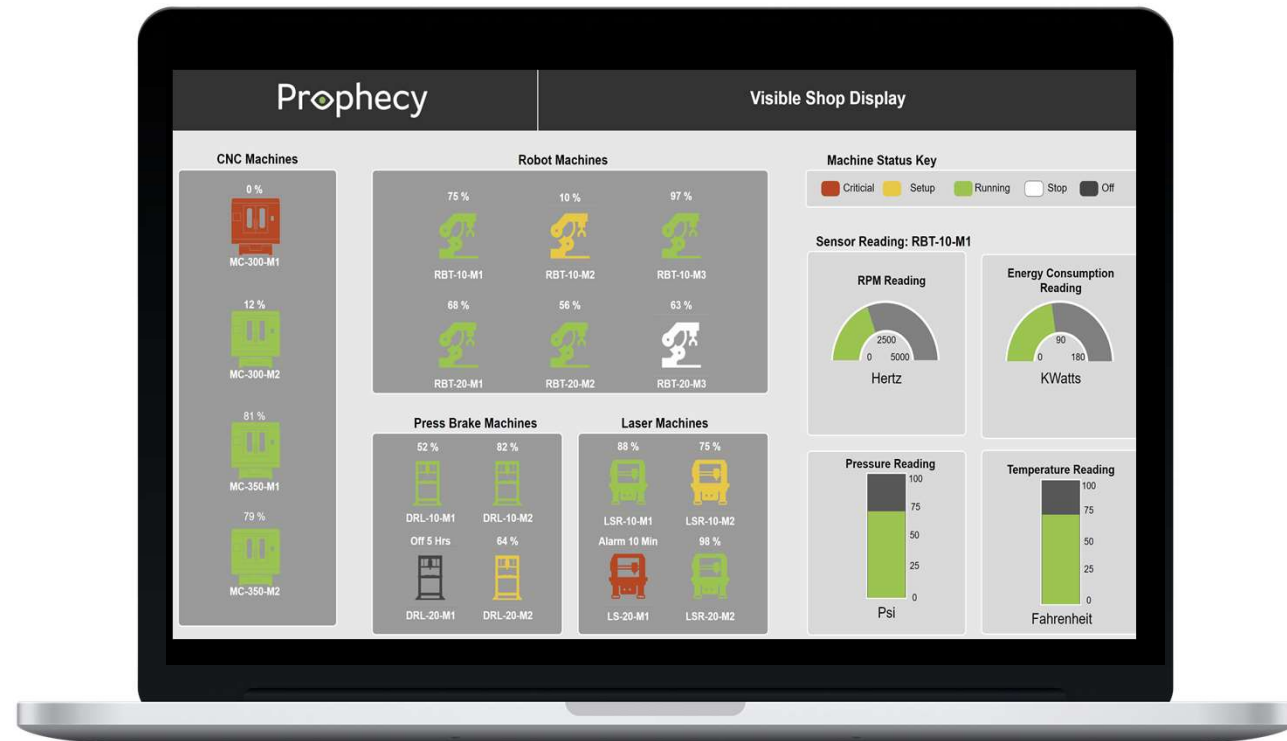 Prophecy
Visible Shop Display
CNC Machines
0 %
MC-300-M1
12 %
MC-300-M2
81 %
MC-350-M1
79 %
MC-350-M2
Robot Machines
75 % 10 % 97 %
RBT-10-M1 RBT-10-M2 RBT-10-M3
68 % 56 % 63 %
RBT-20-M1 RBT-20-M2 RBT-20-M3
Press Brake Machines
52 % 82 %
DRL-10-M1 DRL-10-M2
Off 5 Hrs 64 %
DRL-20-M1 DRL-20-M2
Laser Machines
88 % 75 %
LSR-10-M1 LSR-10-M2
Alarm 10 Min 98 %
LS-20-M1 LSR-20-M2
Machine Status Key
Criticial Setup Running Stop Off
Sensor Reading: RBT-10-M1
RPM Reading
2500
0 5000
Hertz
Energy Consumption
Reading
90
0 180
KWatts
Pressure Reading
100
75
50
25
0
Psi
Temperature Reading
100
75
50
25
0
Fahrenheit